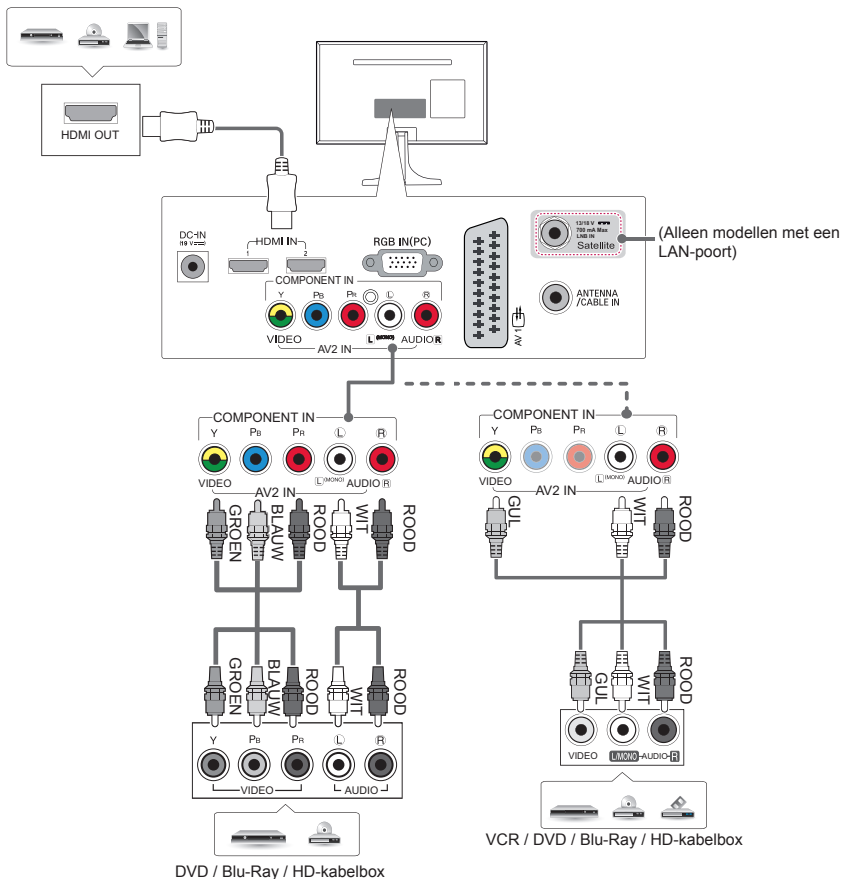 HDMI OUT
DC-IN
(19 V ⎓)
HDMI IN
1 2
RGB IN(PC)
COMPONENT IN
Y PB PR L R
VIDEO L (MONO) AUDIO R
AV2 IN
AV 1
13/18 V ⎓
700 mA Max
LNB IN
Satellite
ANTENNA
/CABLE IN
(Alleen modellen met een
LAN-poort)
COMPONENT IN
Y PB PR L R
VIDEO L (MONO) AUDIO R
AV2 IN
GROEN BLAUW ROOD WIT ROOD
GROEN BLAUW ROOD WIT ROOD
Y PB PR L R
VIDEO AUDIO
DVD / Blu-Ray / HD-kabelbox
COMPONENT IN
Y PB PR L R
VIDEO L (MONO) AUDIO R
AV2 IN
GUL WIT ROOD
GUL WIT ROOD
VIDEO L/MONO AUDIO R
VCR / DVD / Blu-Ray / HD-kabelbox